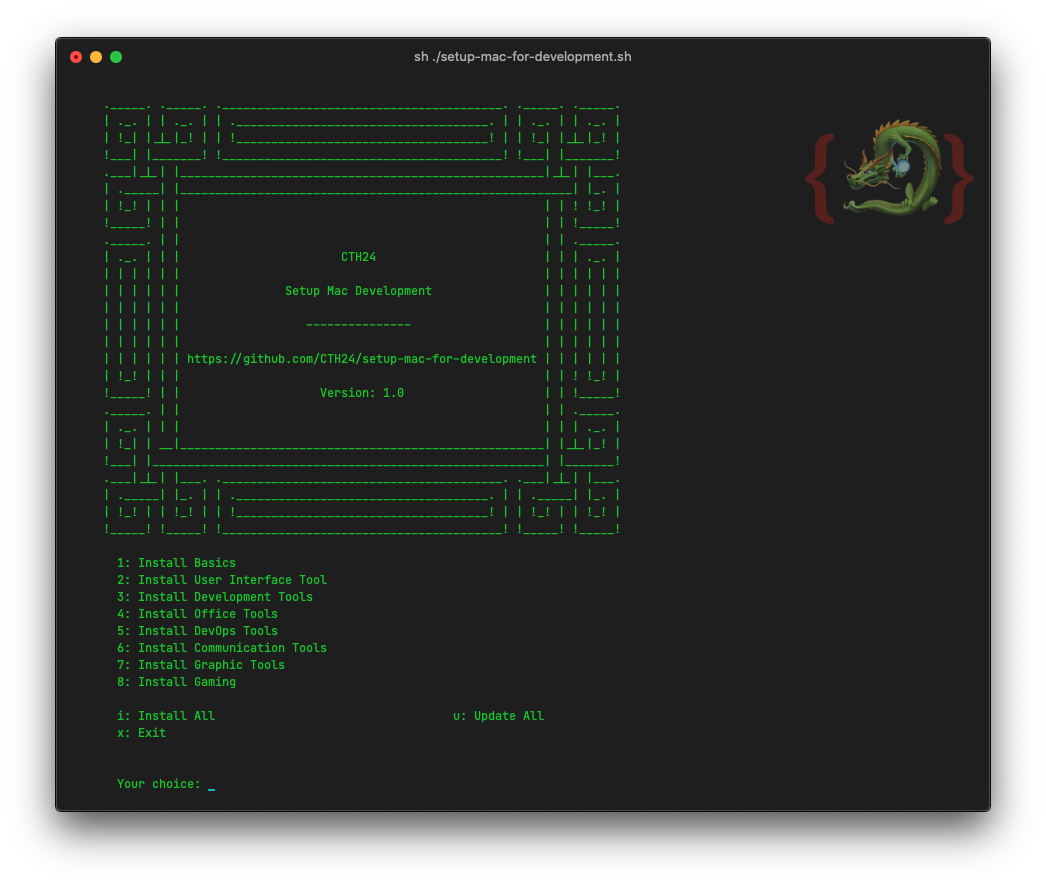 sh ./setup-mac-for-development.sh
CTH24
Setup Mac Development
---------------
https://github.com/CTH24/setup-mac-for-development
Version: 1.0
1: Install Basics
2: Install User Interface Tool
3: Install Development Tools
4: Install Office Tools
5: Install DevOps Tools
6: Install Communication Tools
7: Install Graphic Tools
8: Install Gaming
i: Install All u: Update All
x: Exit
Your choice: _